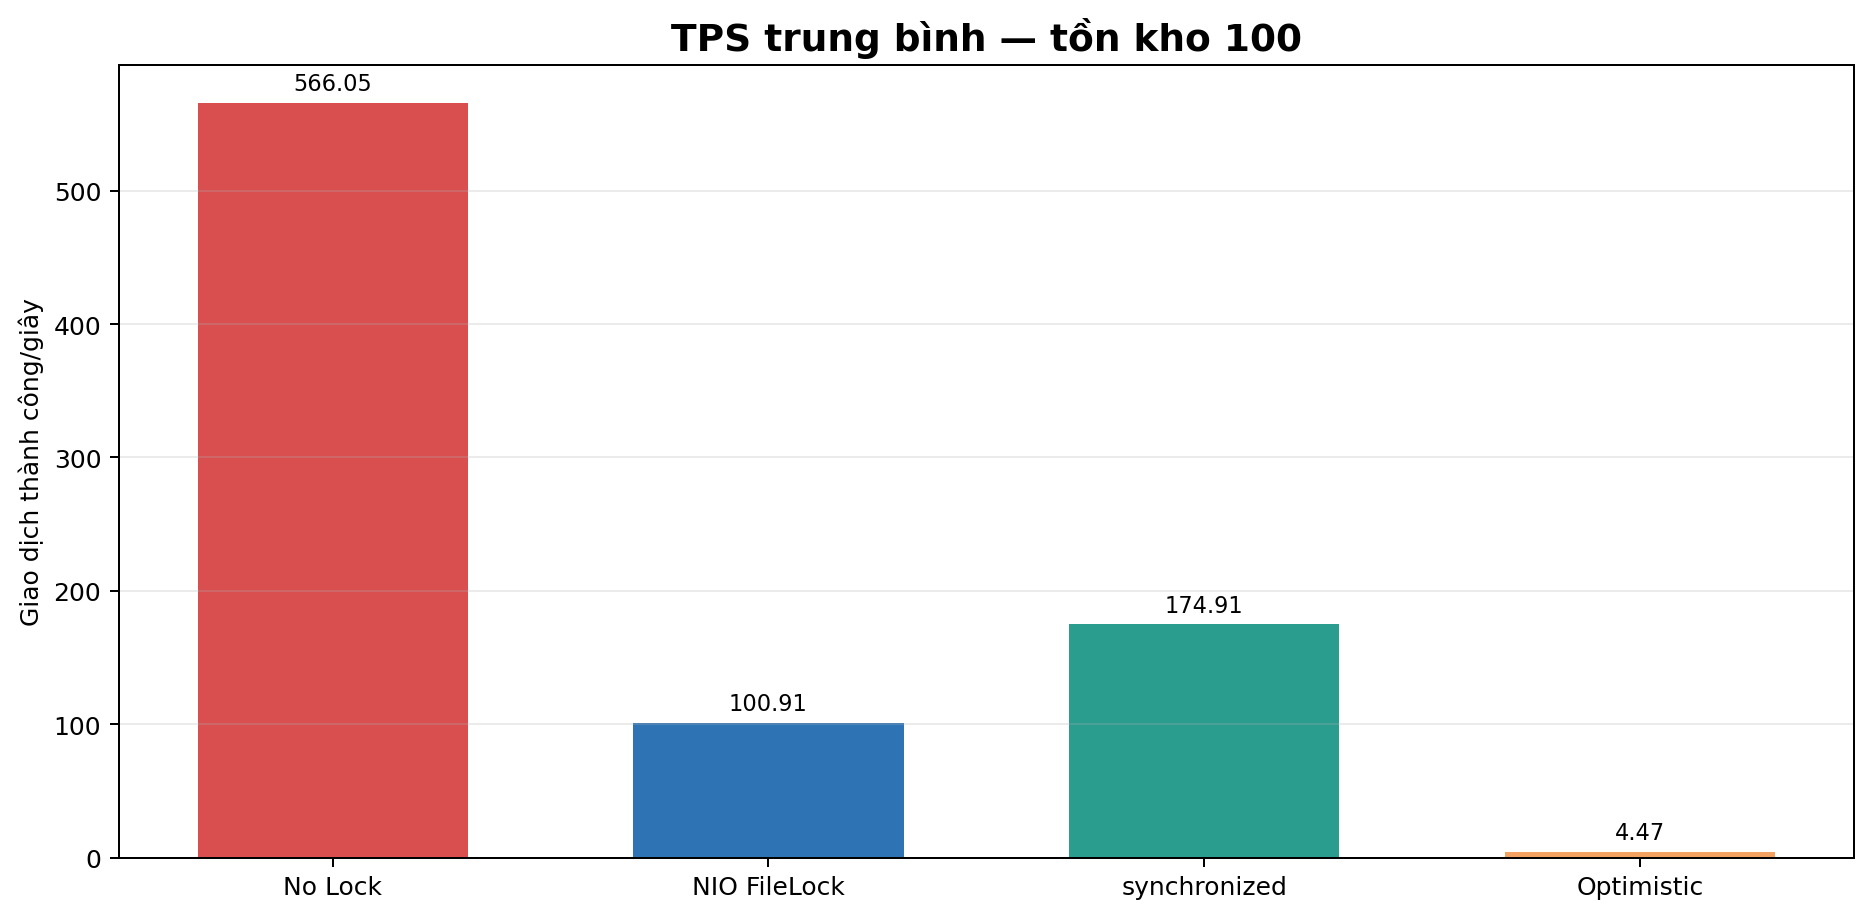 TPS trung bình — tồn kho 100
Giao dịch thành công/giây
500
400
300
200
100
0
566.05
100.91
174.91
4.47
No Lock
NIO FileLock
synchronized
Optimistic